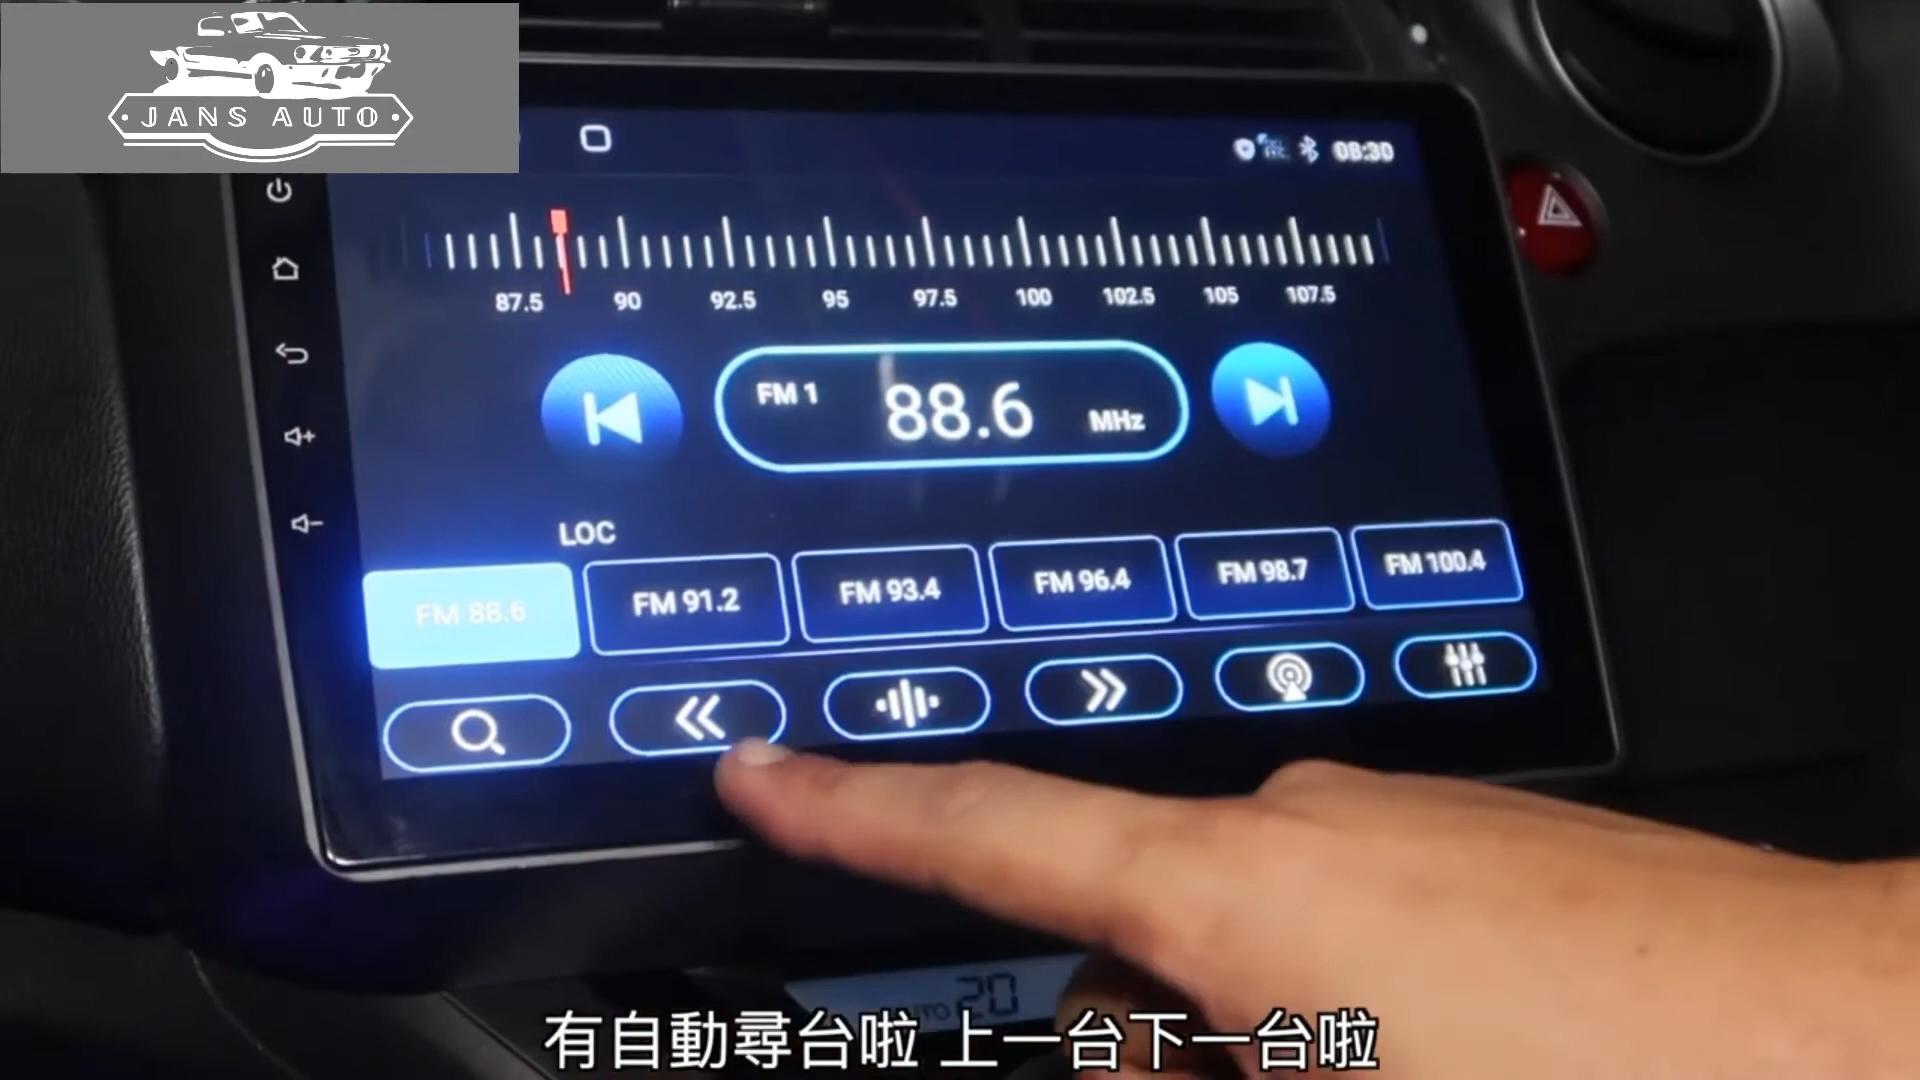 JANS AUTO
08:30
87.5 90 92.5 95 97.5 100 102.5 105 107.5
FM 1 88.6 MHz
LOC
FM 88.6 FM 91.2 FM 93.4 FM 96.4 FM 98.7 FM 100.4
20
有自動尋台啦 上一台下一台啦